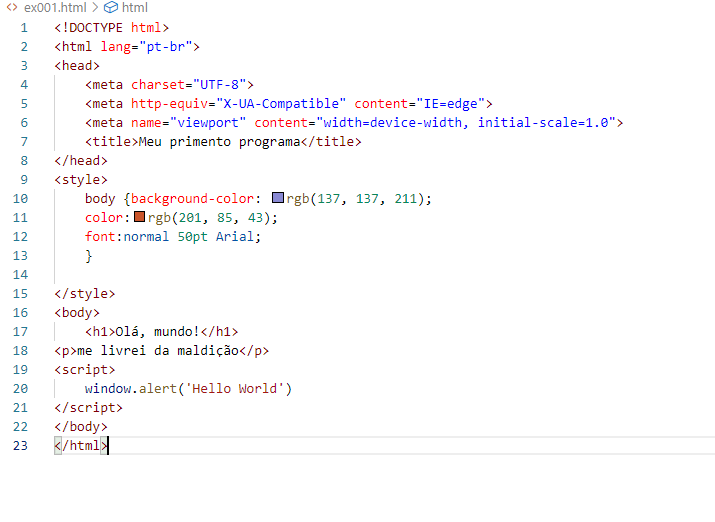 ex001.html > html
1 <!DOCTYPE html>
2 <html lang="pt-br">
3 <head>
4     <meta charset="UTF-8">
5     <meta http-equiv="X-UA-Compatible" content="IE=edge">
6     <meta name="viewport" content="width=device-width, initial-scale=1.0">
7     <title>Meu primento programa</title>
8 </head>
9 <style>
10     body {background-color: rgb(137, 137, 211);
11     color:rgb(201, 85, 43);
12     font:normal 50pt Arial;
13     }
14
15 </style>
16 <body>
17     <h1>Olá, mundo!</h1>
18 <p>me livrei da maldição</p>
19 <script>
20     window.alert('Hello World')
21 </script>
22 </body>
23 </html>